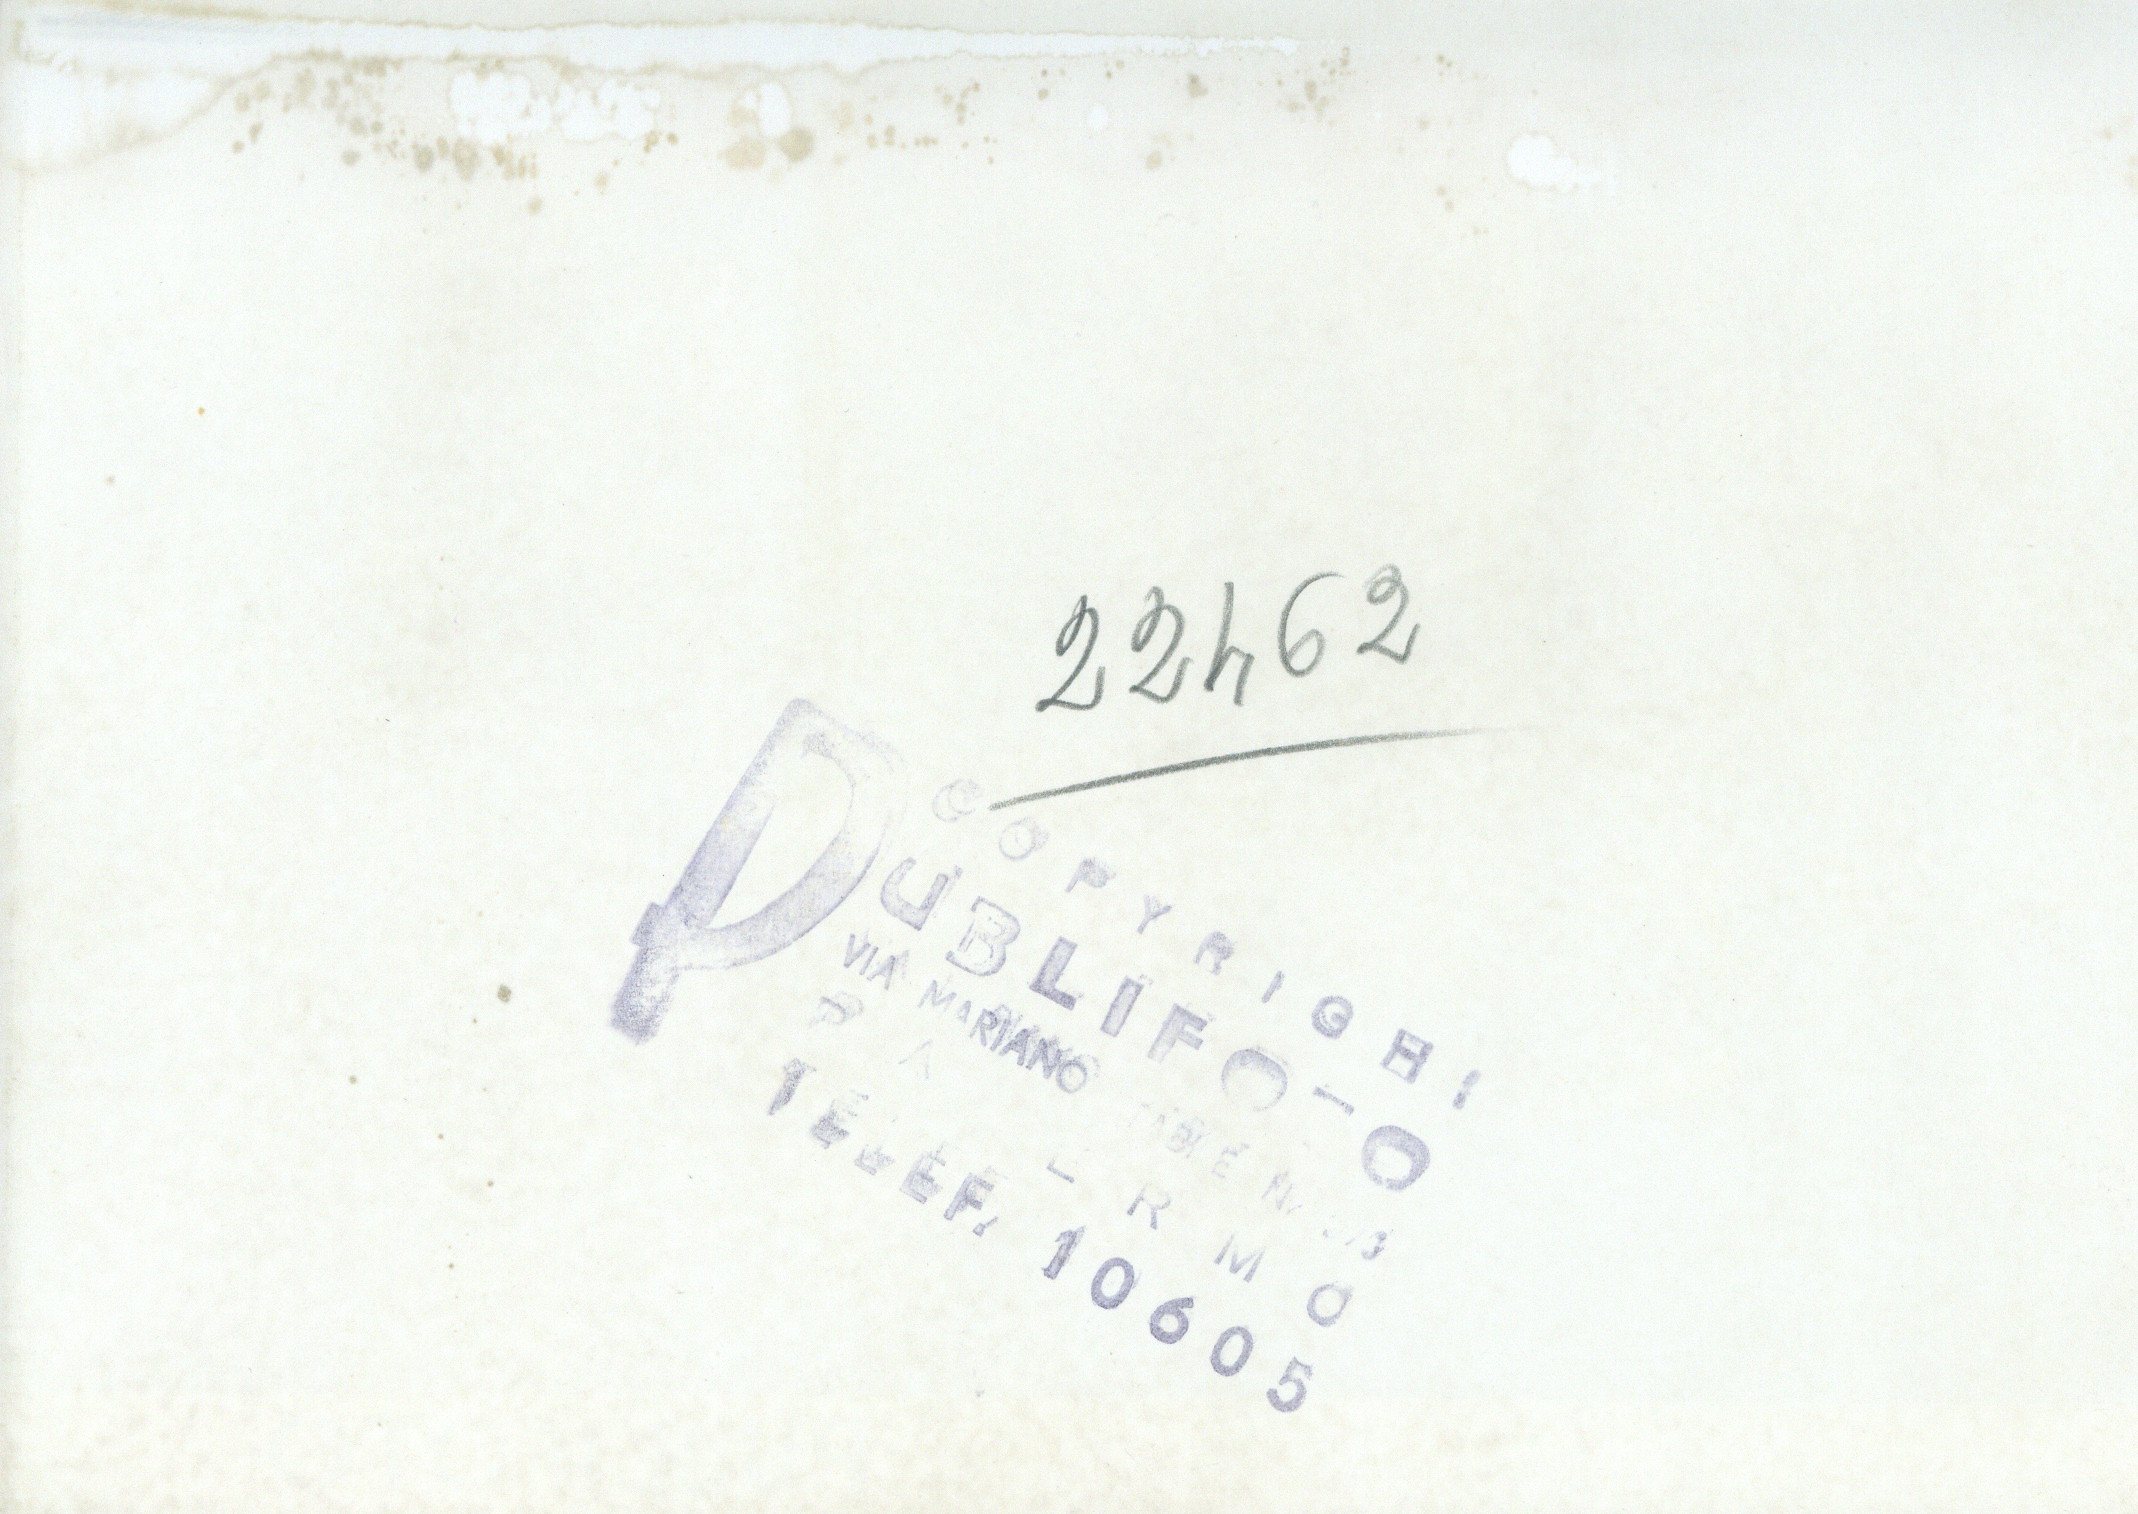 22462
COPYRIGHT
PUBLIFOTO
VIA MARIANO
PALERMO
TELEF. 10605